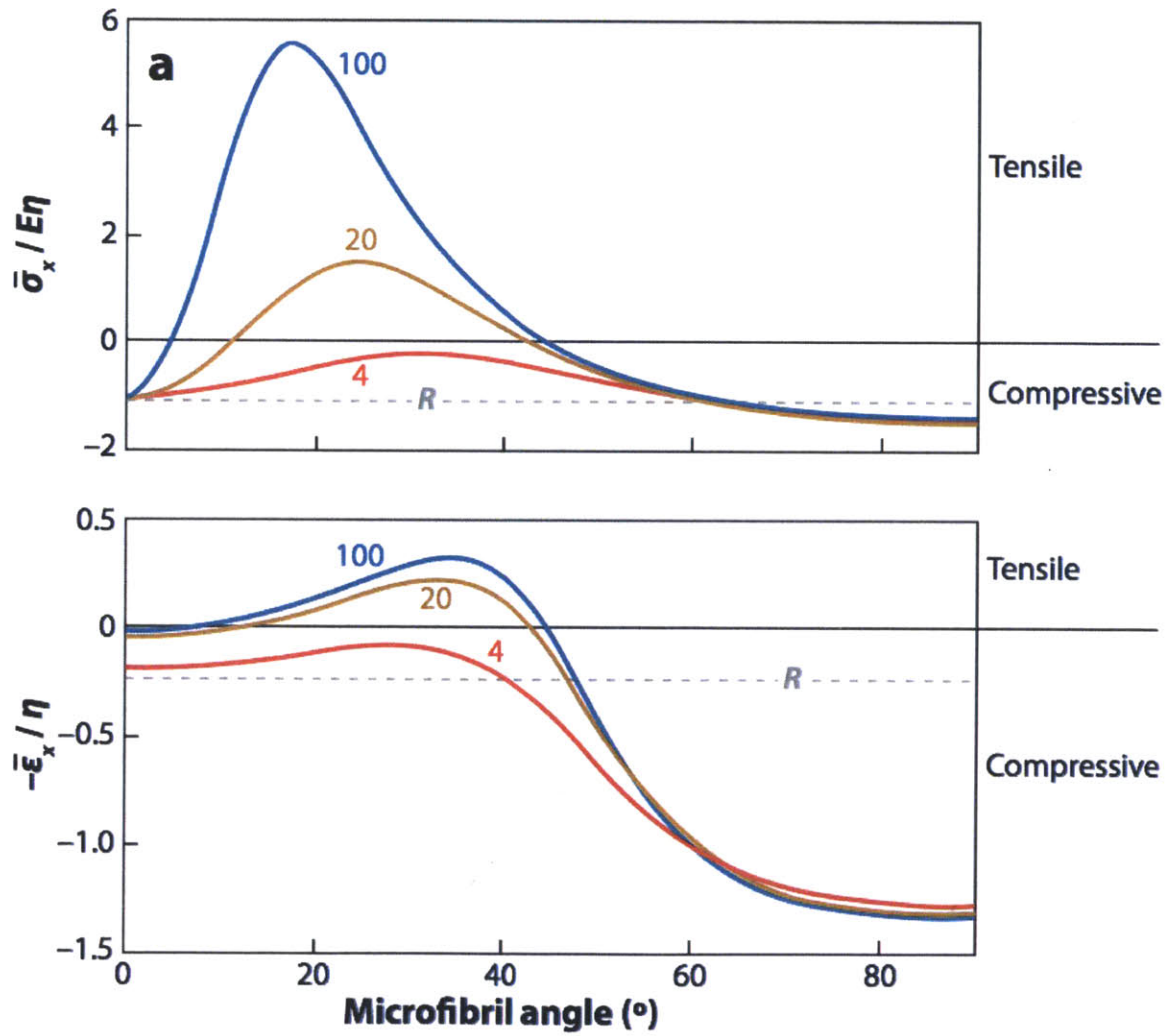 6
a
100
4
Tensile
σ̄x / Eη
2
20
0
4
R
Compressive
−2
0.5
100
Tensile
20
0
4
R
−ε̄x / η
−0.5
Compressive
−1.0
−1.5
0 20 40 60 80
Microfibril angle (º)